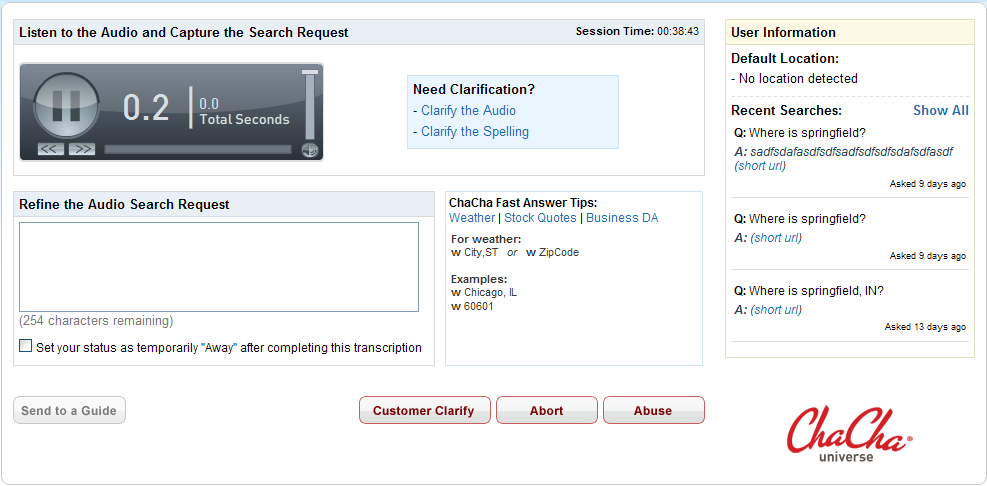 Listen to the Audio and Capture the Search Request
Session Time: 00:38:43
0.2
0.0
Total Seconds
<<
>>
Need Clarification?
- Clarify the Audio
- Clarify the Spelling
Refine the Audio Search Request
(254 characters remaining)
Set your status as temporarily "Away" after completing this transcription
ChaCha Fast Answer Tips:
Weather | Stock Quotes | Business DA
For weather:
w City,ST or w ZipCode
Examples:
w Chicago, IL
w 60601
Send to a Guide
Customer Clarify
Abort
Abuse
User Information
Default Location:
- No location detected
Recent Searches:
Show All
Q: Where is springfield?
A: sadfsdafasdfsdfsadfsdfsdfsdafsdfasdf
(short url)
Asked 9 days ago
Q: Where is springfield?
A: (short url)
Asked 9 days ago
Q: Where is springfield, IN?
A: (short url)
Asked 13 days ago
ChaCha®
universe